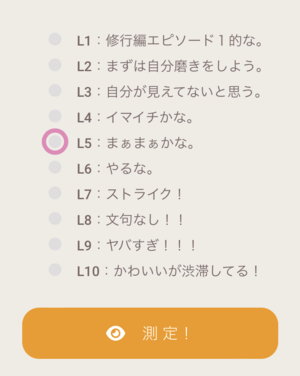 L1：修行編エピソード１的な。
L2：まずは自分磨きをしよう。
L3：自分が見えてないと思う。
L4：イマイチかな。
L5：まぁまぁかな。
L6：やるな。
L7：ストライク！
L8：文句なし！！
L9：ヤバすぎ！！！
L10：かわいいが渋滞してる！
測定！